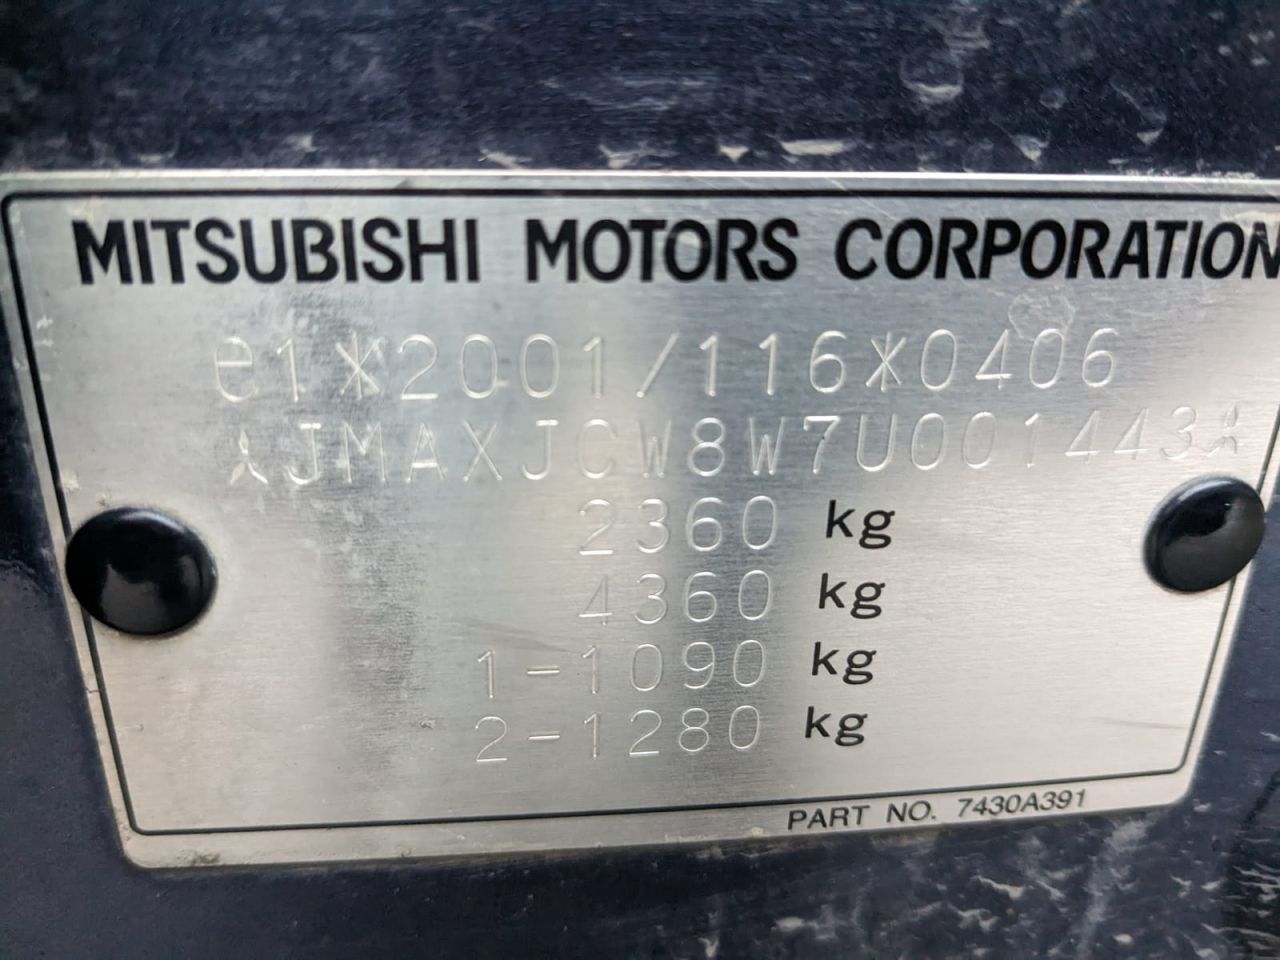 MITSUBISHI MOTORS CORPORATION
e1*2001/116*0406
*JMAXJCW8W7U001443*
2360 kg
4360 kg
1-1090 kg
2-1280 kg
PART NO. 7430A391